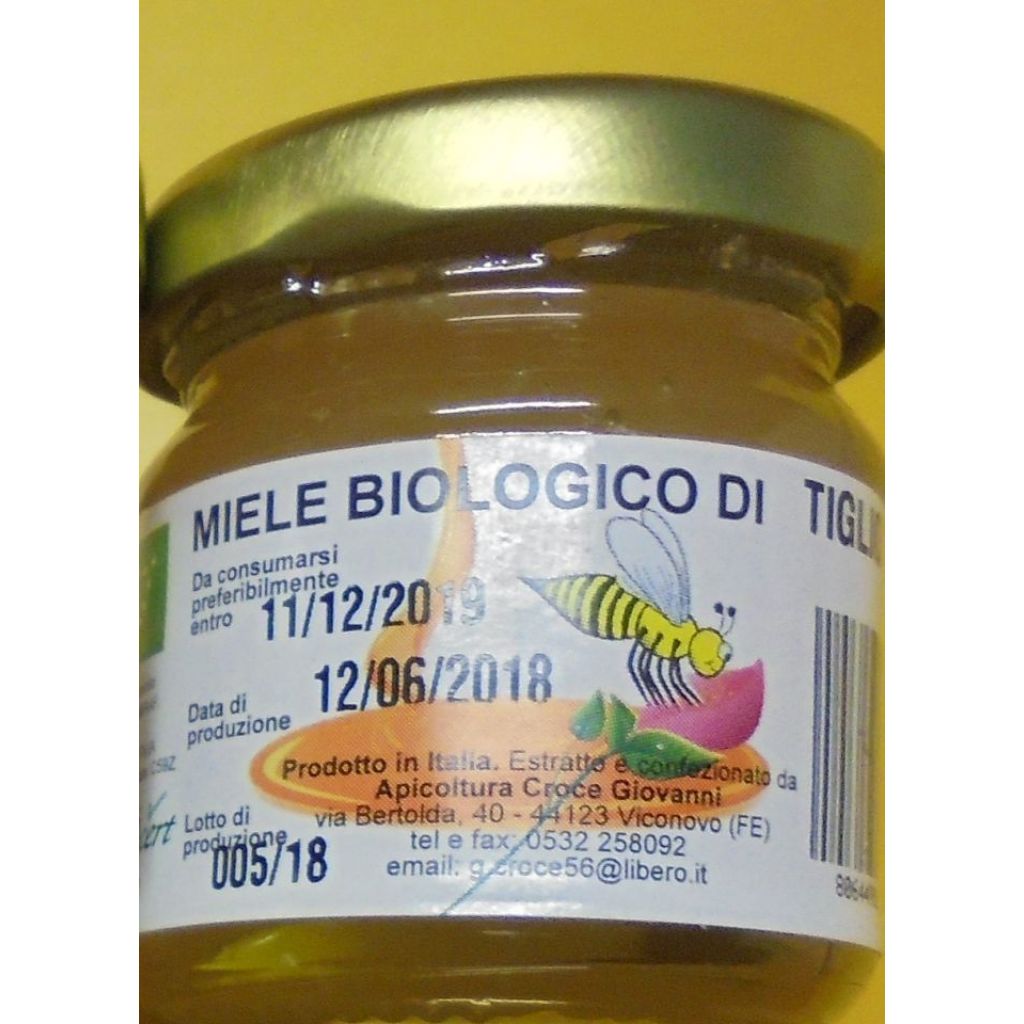 MIELE BIOLOGICO DI
Da consumarsi
preferibilmente
entro 11/12/2019
Data di
produzione 12/06/2018
Prodotto in Italia. Estratto e confezionato da
Apicoltura Croce Giovanni
via Bertolda, 40 - 44123 Viconovo (FE)
tel e fax: 0532 258092
email: g.croce56@libero.it
Lotto di
produzione
005/18